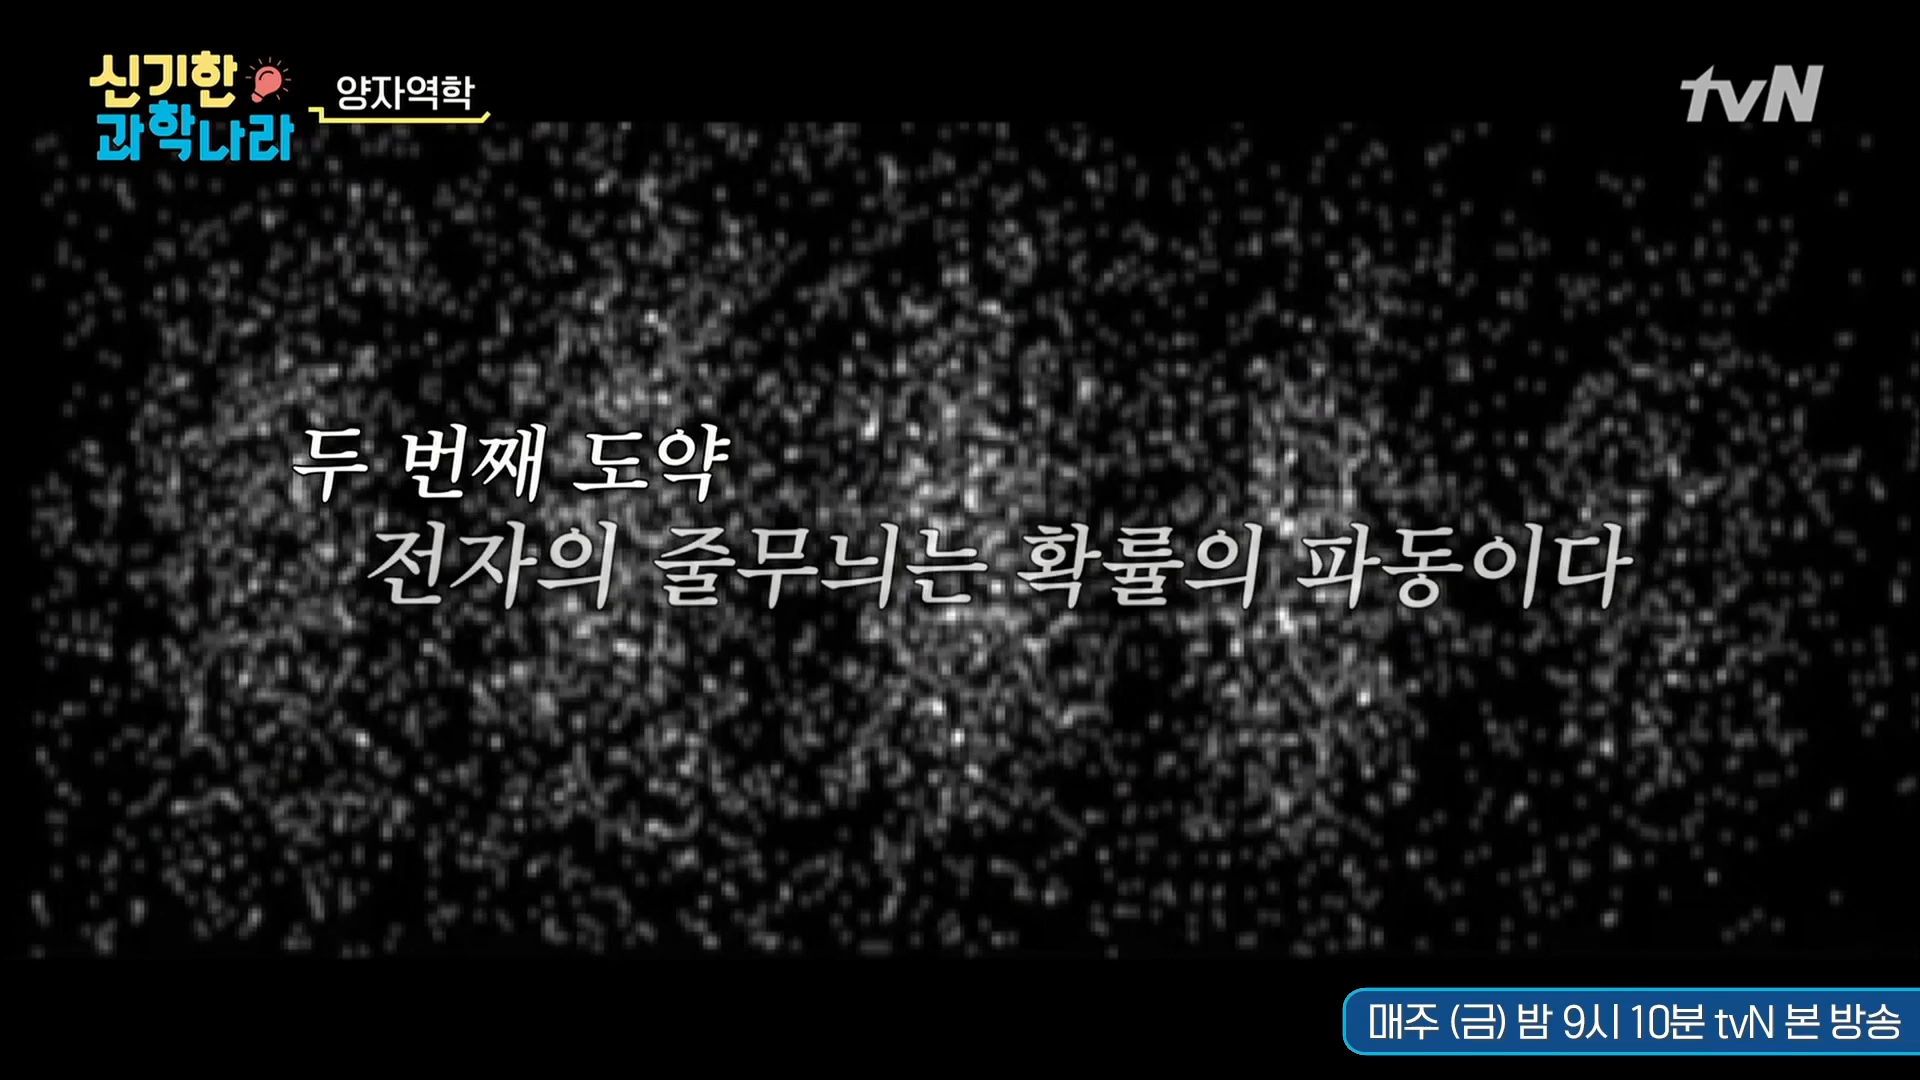 신기한
과학나라
양자역학
tvN
두 번째 도약
전자의 줄무늬는 확률의 파동이다
매주 (금) 밤 9시 10분 tvN 본 방송